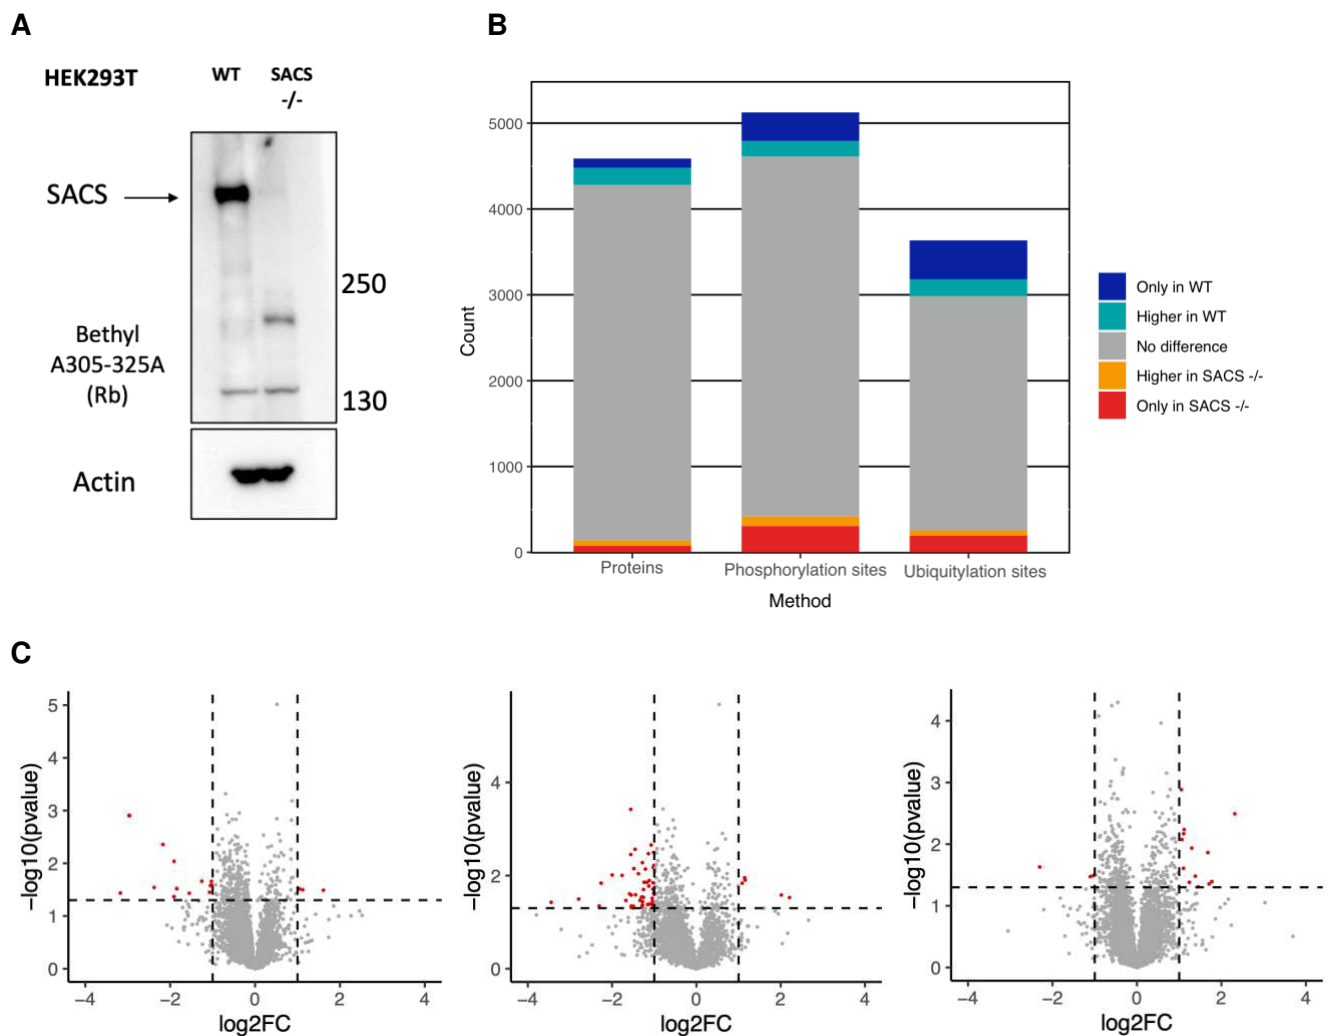 A
B
HEK293T
WT
SACS
-/-
SACS
250
Bethyl
A305-325A
(Rb)
130
Actin
5000
4000
3000
2000
1000
0
Count
Proteins
Phosphorylation sites
Ubiquitylation sites
Method
Only in WT
Higher in WT
No difference
Higher in SACS -/-
Only in SACS -/-
C
5
4
3
2
1
0
−log10(pvalue)
−4
−2
0
2
4
log2FC
4
2
0
−log10(pvalue)
−4
−2
0
2
4
log2FC
4
3
2
1
0
−log10(pvalue)
−4
−2
0
2
4
log2FC